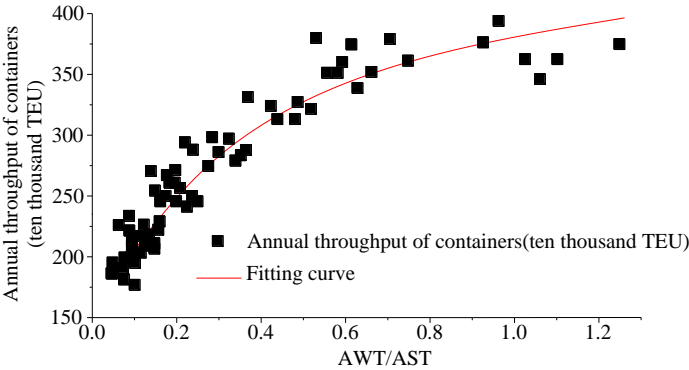 Annual throughput of containers
(ten thousand TEU)
400
350
300
250
200
150
Annual throughput of containers(ten thousand TEU)
Fitting curve
0.0 0.2 0.4 0.6 0.8 1.0 1.2
AWT/AST